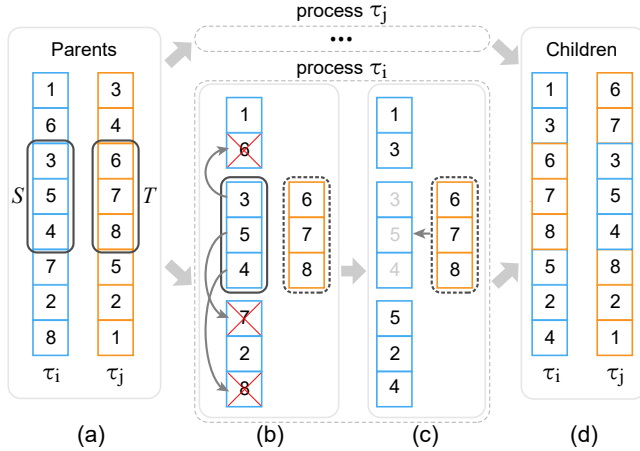 process τj
...
process τi
Parents
1 3
6 4
3 6
S 5 7 T
4 8
7 5
2 2
8 1
τi τj
(a)
1
6
3 6
5 7
4 8
7
2
8
(b)
1
3
3 6
5 7
4 8
5
2
4
(c)
Children
1 6
3 7
6 3
7 5
8 4
5 8
2 2
4 1
τi τj
(d)